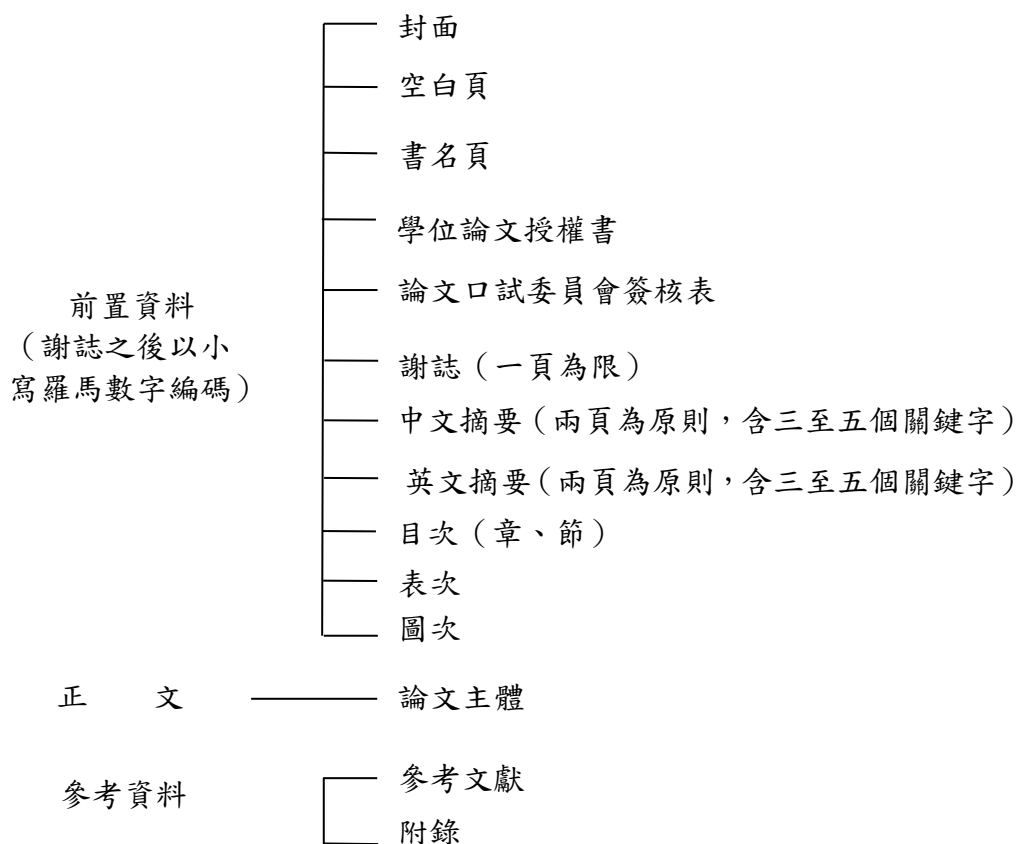 封面
空白頁
書名頁
學位論文授權書
論文口試委員會簽核表
前置資料
（謝誌之後以小
寫羅馬數字編碼）
謝誌（一頁為限）
中文摘要（兩頁為原則，含三至五個關鍵字）
英文摘要（兩頁為原則，含三至五個關鍵字）
目次（章、節）
表次
圖次
正 文
論文主體
參考資料
參考文獻
附錄